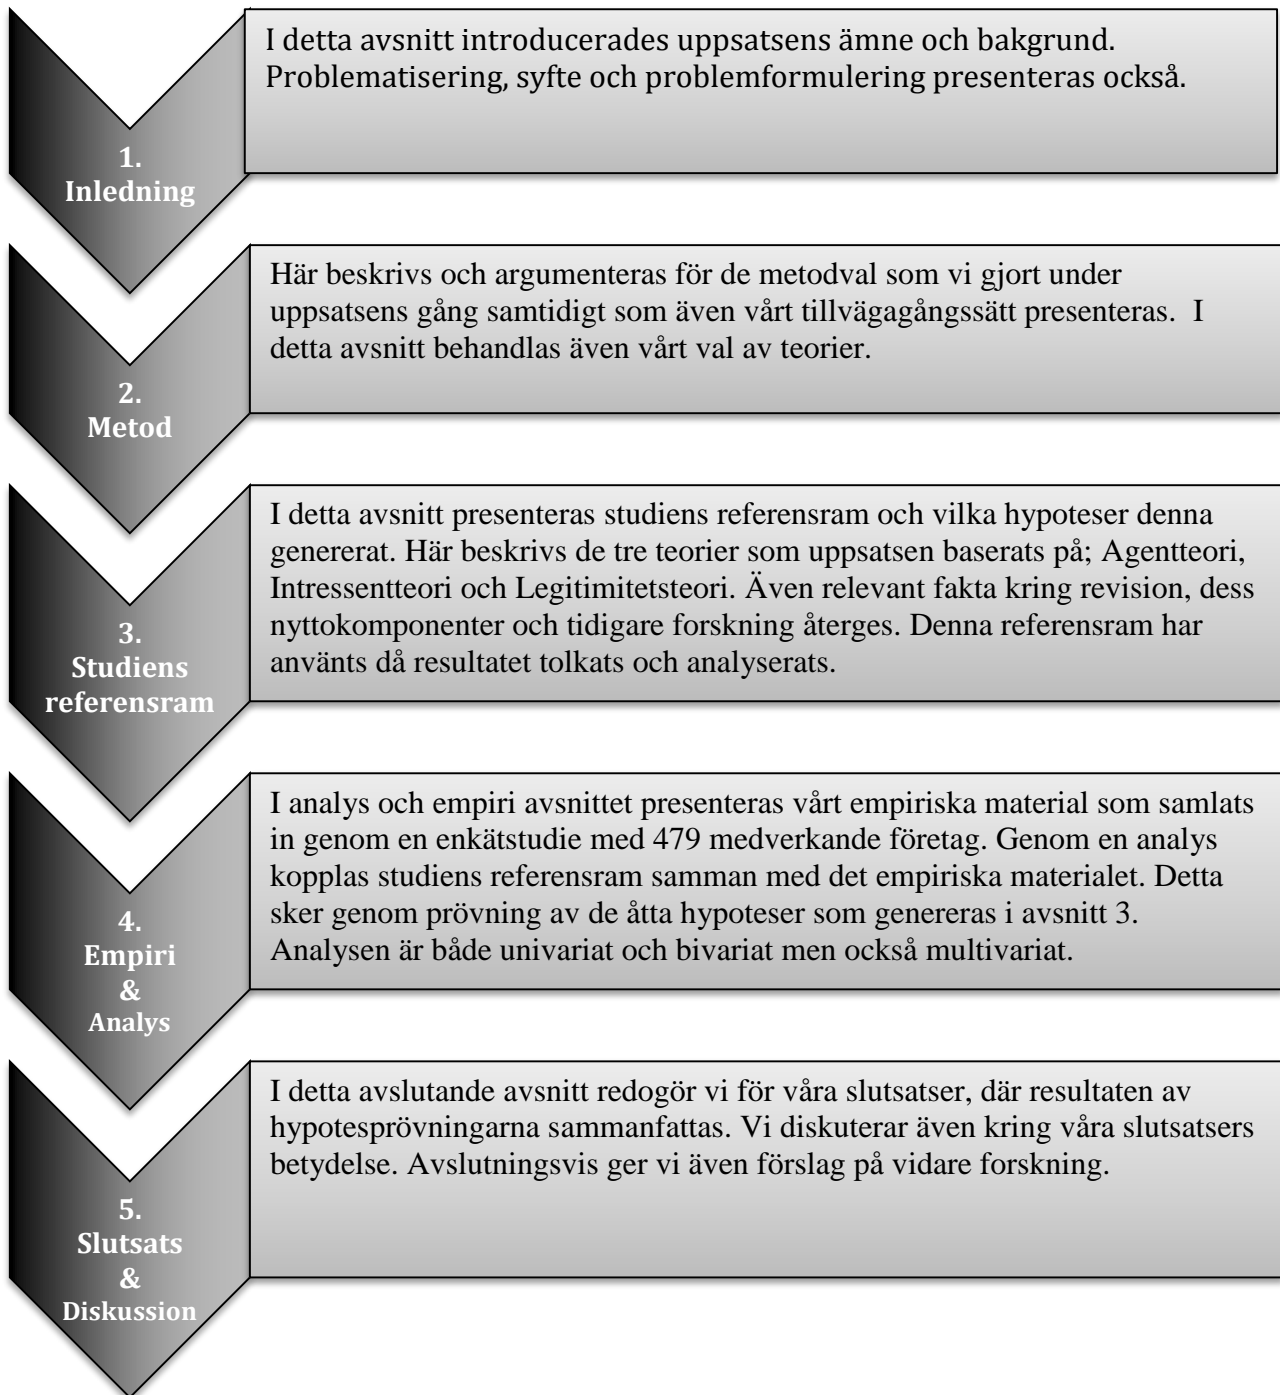 I detta avsnitt introducerades uppsatsens ämne och bakgrund.
Problematisering, syfte och problemformulering presenteras också.
1.
Inledning
Här beskrivs och argumenteras för de metodval som vi gjort under
uppsatsens gång samtidigt som även vårt tillvägagångssätt presenteras. I
detta avsnitt behandlas även vårt val av teorier.
2.
Metod
I detta avsnitt presenteras studiens referensram och vilka hypoteser denna
genererat. Här beskrivs de tre teorier som uppsatsen baserats på; Agentteori,
Intressentteori och Legitimitetsteori. Även relevant fakta kring revision, dess
nyttokomponenter och tidigare forskning återges. Denna referensram har
använts då resultatet tolkats och analyserats.
3.
Studiens
referensram
I analys och empiri avsnittet presenteras vårt empiriska material som samlats
in genom en enkätstudie med 479 medverkande företag. Genom en analys
kopplas studiens referensram samman med det empiriska materialet. Detta
sker genom prövning av de åtta hypoteser som genereras i avsnitt 3.
Analysen är både univariat och bivariat men också multivariat.
4.
Empiri
&
Analys
I detta avslutande avsnitt redogör vi för våra slutsatser, där resultaten av
hypotesprövningarna sammanfattas. Vi diskuterar även kring våra slutsatsers
betydelse. Avslutningsvis ger vi även förslag på vidare forskning.
5.
Slutsats
&
Diskussion